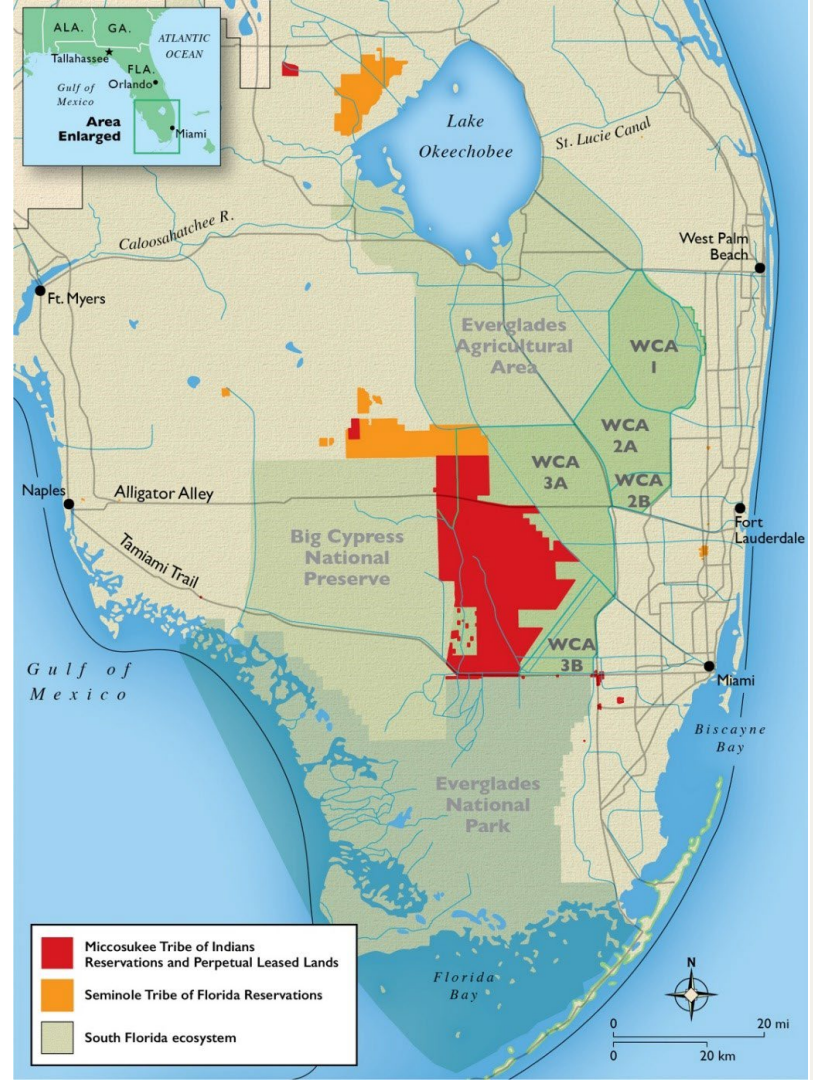 ALA.
GA.
ATLANTIC
OCEAN
Tallahassee
FLA.
Orlando
Gulf of
Mexico
Area
Enlarged
Miami
Lake
Okeechobee
St. Lucie Canal
Caloosahatchee R.
West Palm
Beach
Ft. Myers
Everglades
Agricultural
Area
WCA
1
WCA
2A
WCA
3A
WCA
2B
Naples
Alligator Alley
Fort
Lauderdale
Big Cypress
National
Preserve
Tamiami Trail
WCA
3B
Gulf of
Mexico
Miami
Biscayne
Bay
Everglades
National
Park
Miccosukee Tribe of Indians
Reservations and Perpetual Leased Lands
Seminole Tribe of Florida Reservations
South Florida ecosystem
Florida
Bay
N
0 20 mi
0 20 km